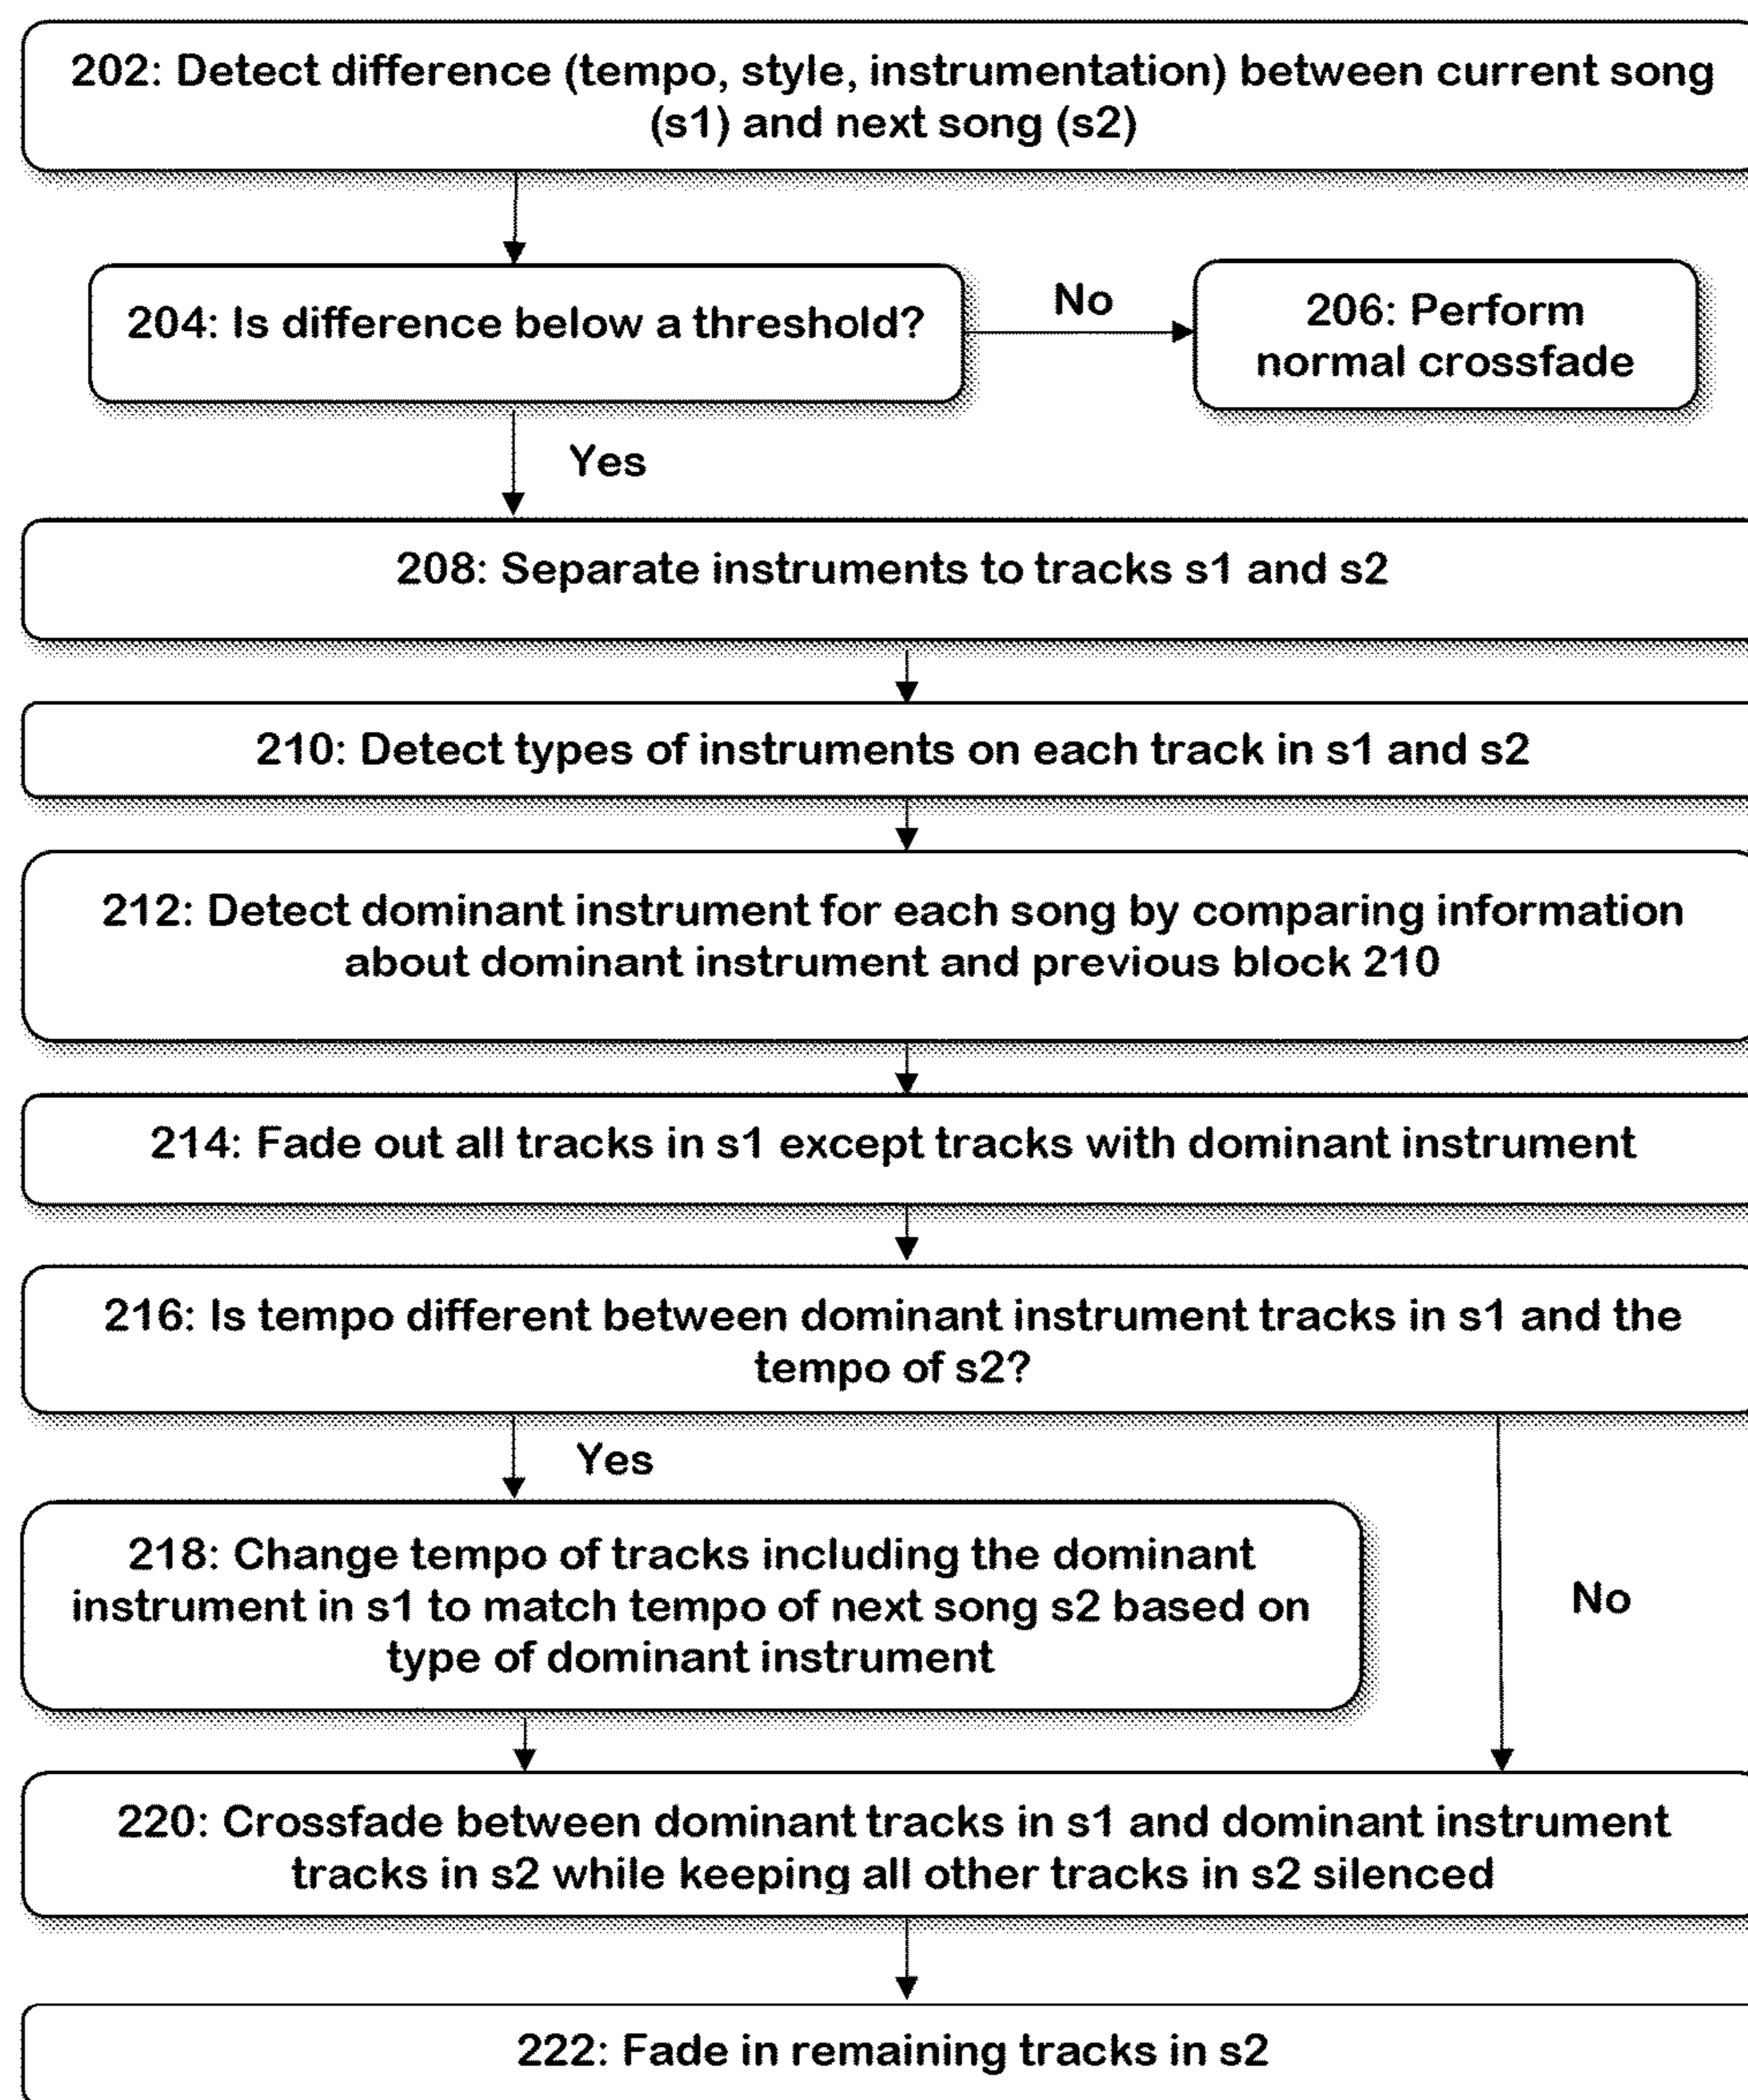 202: Detect difference (tempo, style, instrumentation) between current song
(s1) and next song (s2)
204: Is difference below a threshold?
No
206: Perform
normal crossfade
Yes
208: Separate instruments to tracks s1 and s2
210: Detect types of instruments on each track in s1 and s2
212: Detect dominant instrument for each song by comparing information
about dominant instrument and previous block 210
214: Fade out all tracks in s1 except tracks with dominant instrument
216: Is tempo different between dominant instrument tracks in s1 and the
tempo of s2?
Yes
218: Change tempo of tracks including the dominant
instrument in s1 to match tempo of next song s2 based on
type of dominant instrument
No
220: Crossfade between dominant tracks in s1 and dominant instrument
tracks in s2 while keeping all other tracks in s2 silenced
222: Fade in remaining tracks in s2